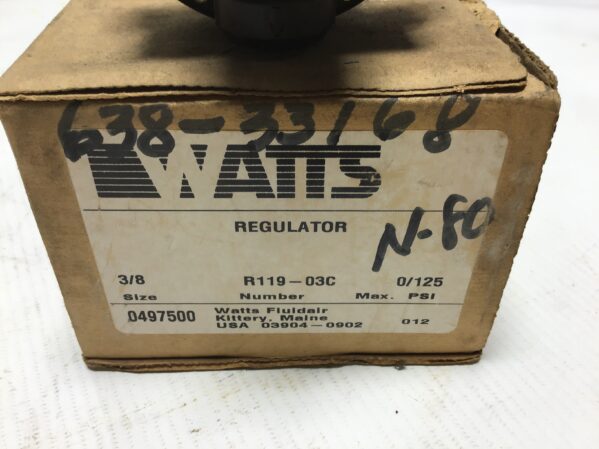 638-33168
WATTS
REGULATOR
N-80
3/8 R119-03C 0/125
Size Number Max. PSI
0497500 Watts Fluidair
Kittery, Maine
USA 03904-0902 012